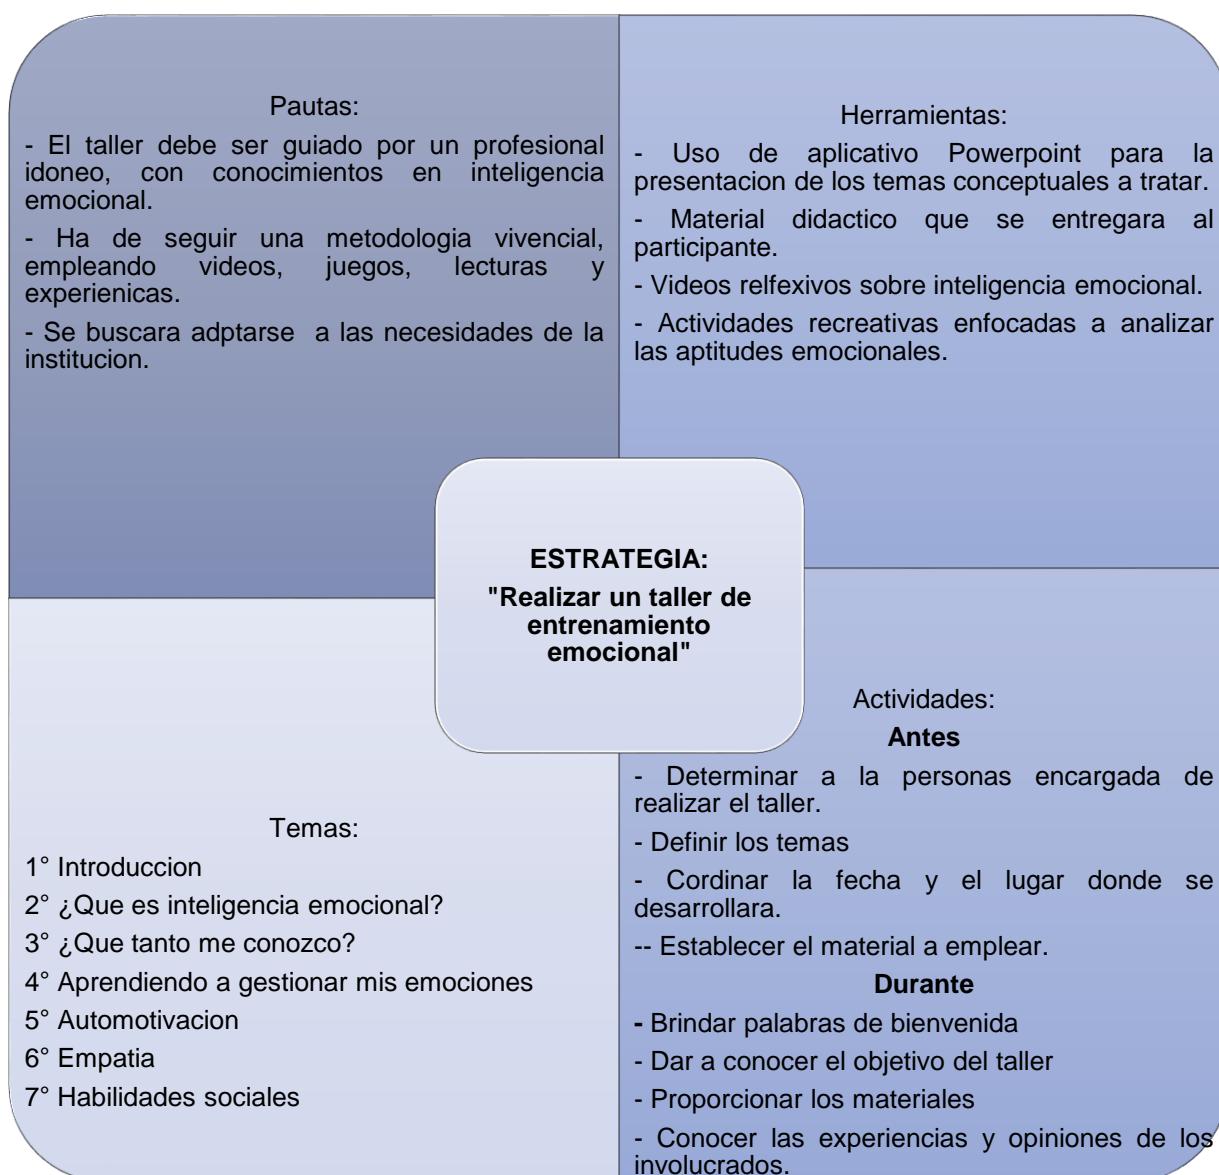 Pautas:
- El taller debe ser guiado por un profesional
idoneo, con conocimientos en inteligencia
emocional.
- Ha de seguir una metodologia vivencial,
empleando videos, juegos, lecturas y
experienicas.
- Se buscara adptarse a las necesidades de la
institucion.
Herramientas:
- Uso de aplicativo Powerpoint para la
presentacion de los temas conceptuales a tratar.
- Material didactico que se entregara al
participante.
- Videos relfexivos sobre inteligencia emocional.
- Actividades recreativas enfocadas a analizar
las aptitudes emocionales.
ESTRATEGIA:
"Realizar un taller de
entrenamiento
emocional"
Temas:
1° Introduccion
2° ¿Que es inteligencia emocional?
3° ¿Que tanto me conozco?
4° Aprendiendo a gestionar mis emociones
5° Automotivacion
6° Empatia
7° Habilidades sociales
Actividades:
Antes
- Determinar a la personas encargada de
realizar el taller.
- Definir los temas
- Cordinar la fecha y el lugar donde se
desarrollara.
-- Establecer el material a emplear.
Durante
- Brindar palabras de bienvenida
- Dar a conocer el objetivo del taller
- Proporcionar los materiales
- Conocer las experiencias y opiniones de los
involucrados.